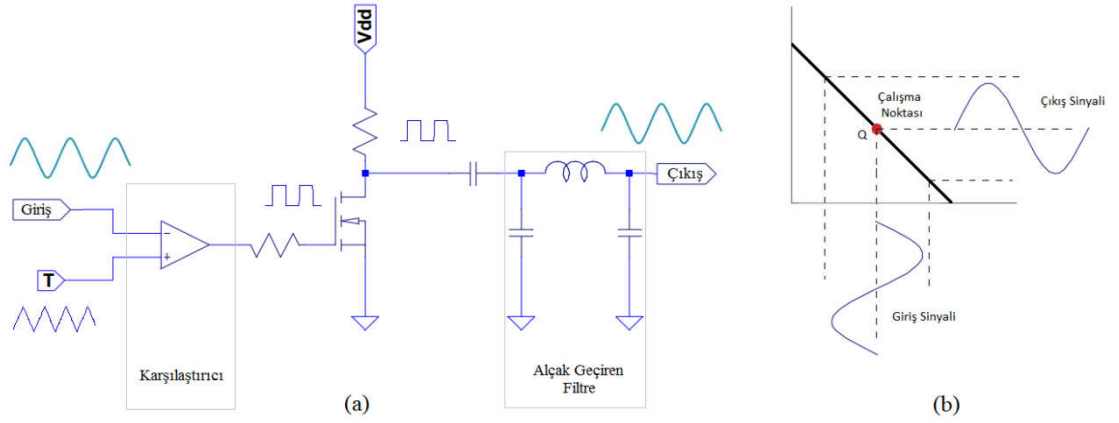 Vdd
Giriş
−
+
T
Karşılaştırıcı
(a)
Çıkış
Alçak Geçiren
Filtre
Çalışma
Noktası
Q
Çıkış Sinyali
Giriş Sinyali
(b)